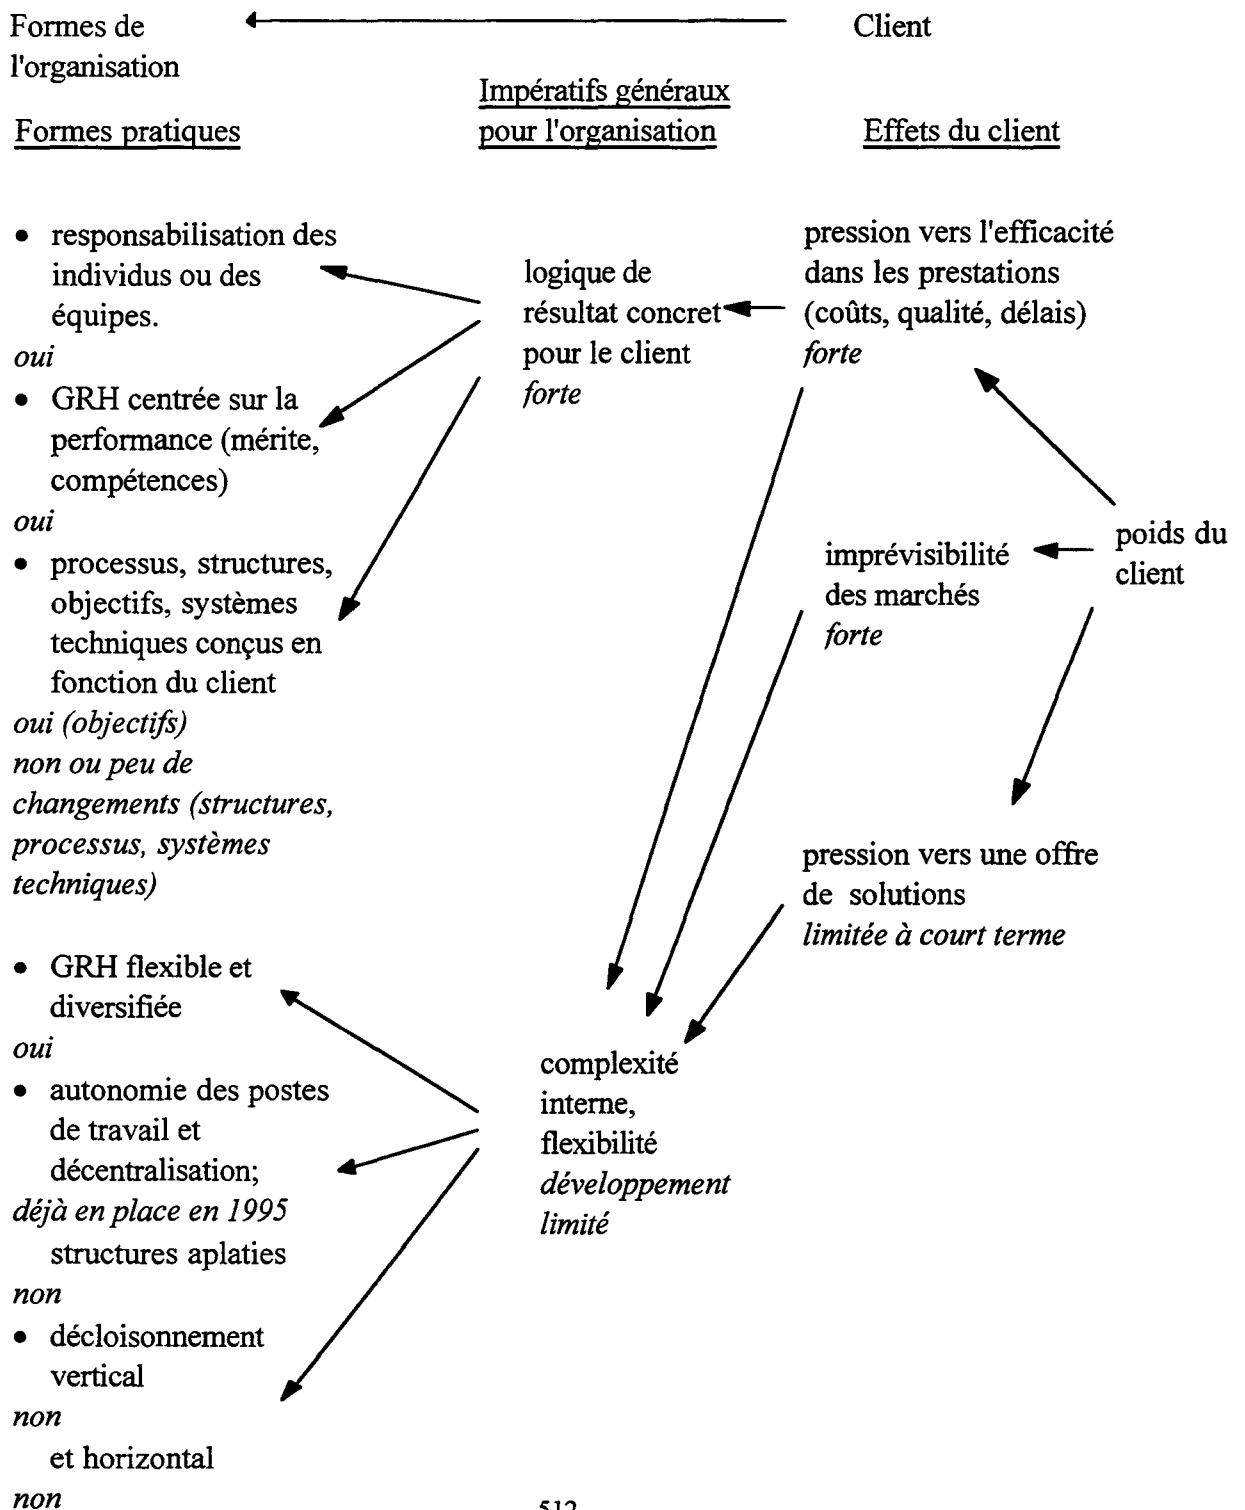 Formes de
l'organisation
Client
Impératifs généraux
pour l'organisation
Formes pratiques
Effets du client
• responsabilisation des
individus ou des
équipes.
oui
• GRH centrée sur la
performance (mérite,
compétences)
oui
• processus, structures,
objectifs, systèmes
techniques conçus en
fonction du client
oui (objectifs)
non ou peu de
changements (structures,
processus, systèmes
techniques)
• GRH flexible et
diversifiée
oui
• autonomie des postes
de travail et
décentralisation;
déjà en place en 1995
structures aplaties
non
• décloisonnement
vertical
non
et horizontal
non
logique de
résultat concret
pour le client
forte
complexité
interne,
flexibilité
développement
limité
pression vers l'efficacité
dans les prestations
(coûts, qualité, délais)
forte
imprévisibilité
des marchés
forte
pression vers une offre
de solutions
limitée à court terme
poids du
client
512